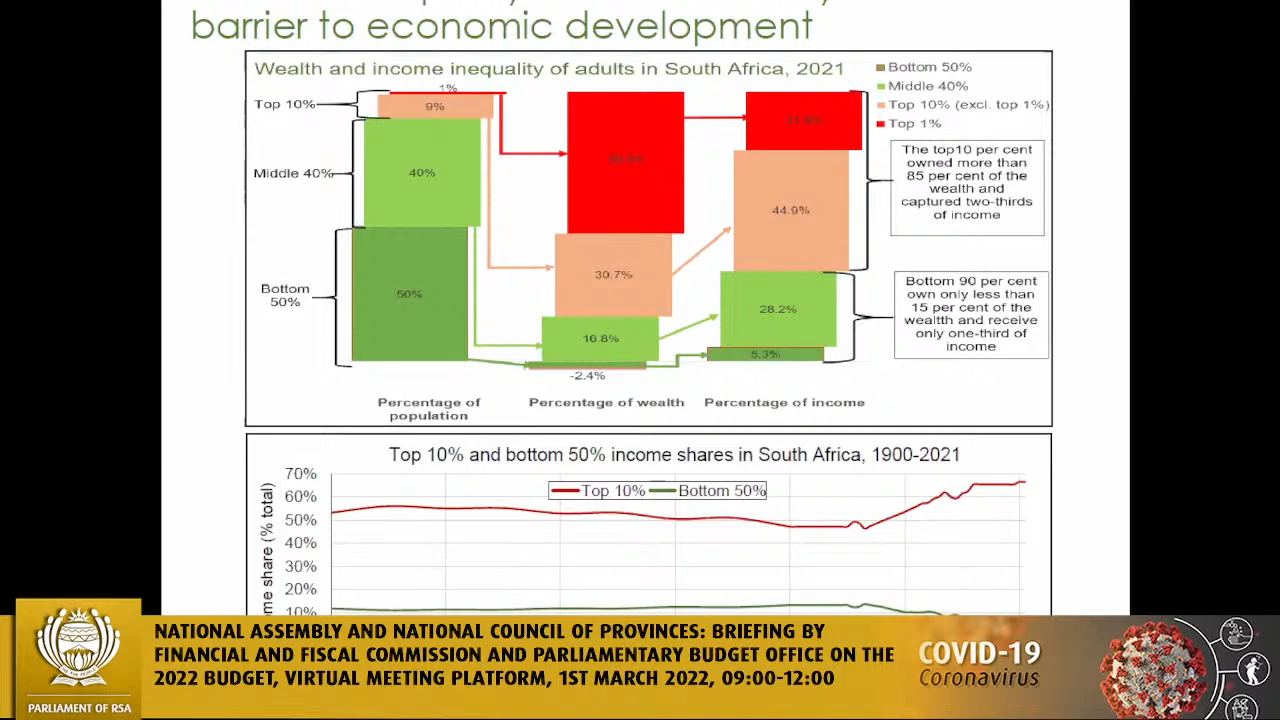 barrier to economic development
Wealth and income inequality of adults in South Africa, 2021
Bottom 50%
Middle 40%
Top 10% (excl. top 1%)
Top 1%
Top 10%
1%
9%
Middle 40%
40%
Bottom
50%
50%
30.7%
16.8%
-2.4%
44.9%
28.2%
5.3%
The top10 per cent
owned more than
85 per cent of the
wealth and
captured two-thirds
of income
Bottom 90 per cent
own only less than
15 per cent of the
wealth and receive
only one-third of
income
Percentage of
population
Percentage of wealth
Percentage of income
Top 10% and bottom 50% income shares in South Africa, 1900-2021
Top 10%
Bottom 50%
70%
60%
50%
40%
30%
20%
10%
share (% total)
NATIONAL ASSEMBLY AND NATIONAL COUNCIL OF PROVINCES: BRIEFING BY
FINANCIAL AND FISCAL COMMISSION AND PARLIAMENTARY BUDGET OFFICE ON THE
2022 BUDGET, VIRTUAL MEETING PLATFORM, 1ST MARCH 2022, 09:00-12:00
PARLIAMENT OF RSA
COVID-19
Coronavirus